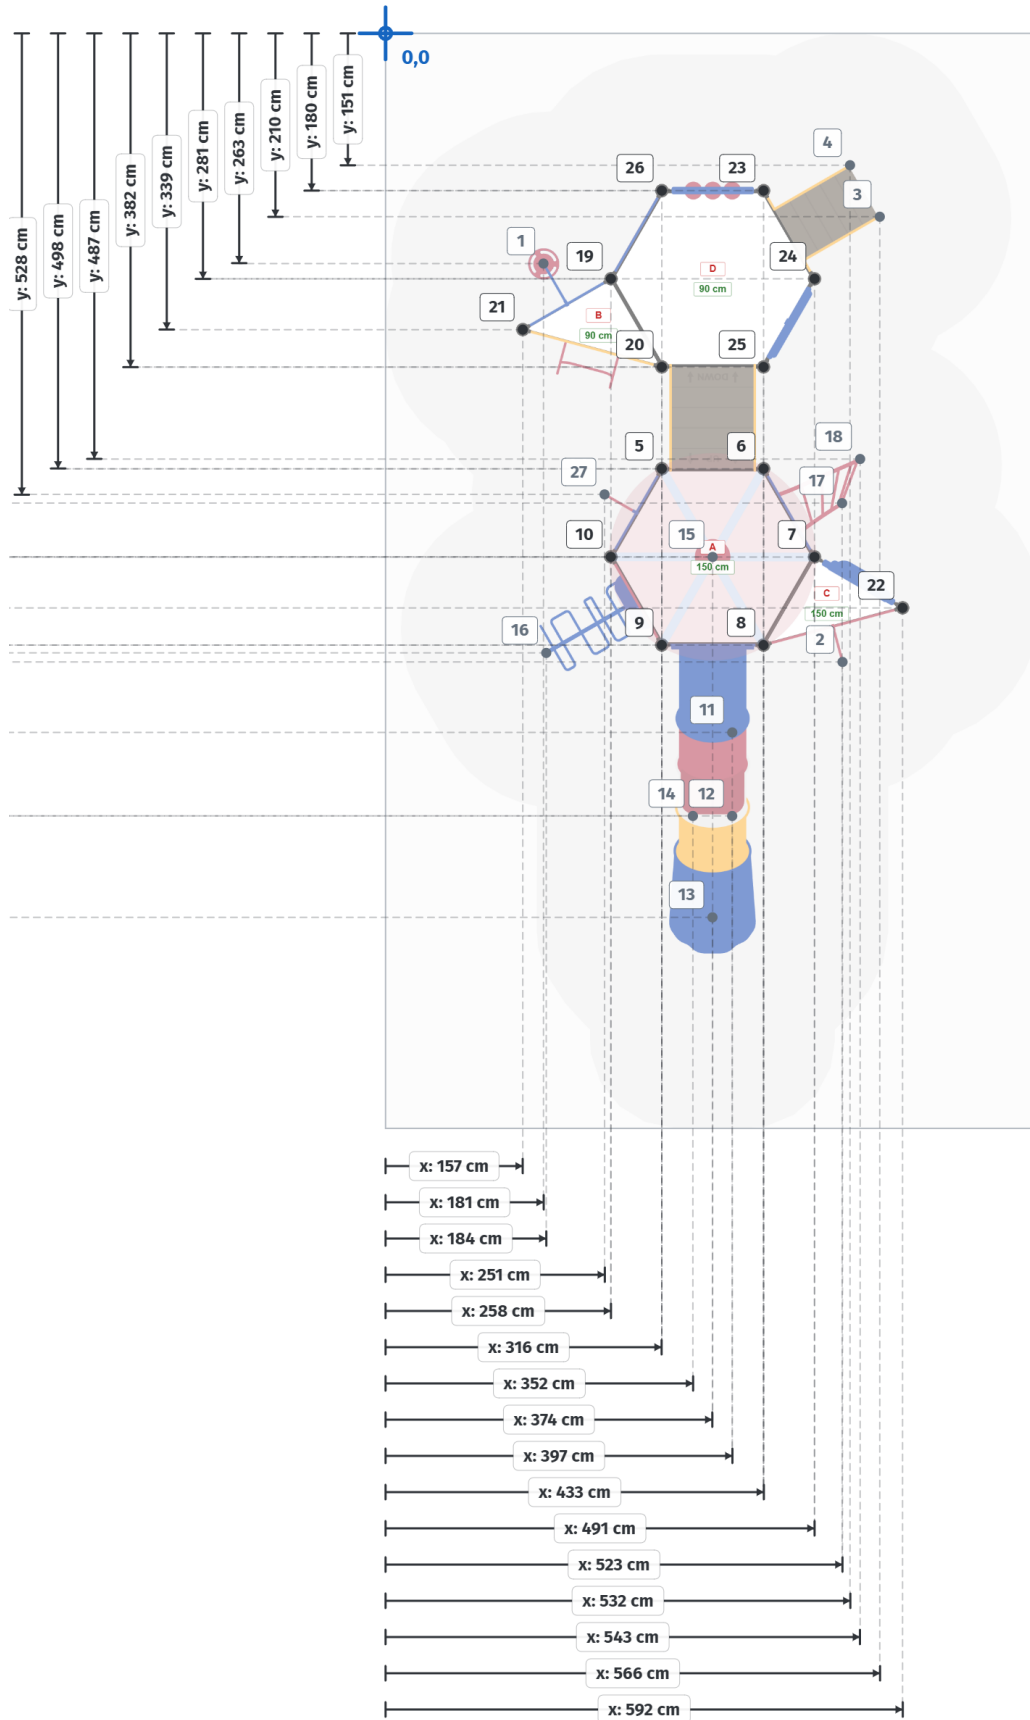 0,0
y: 528 cm
y: 498 cm
y: 487 cm
y: 382 cm
y: 339 cm
y: 281 cm
y: 263 cm
y: 210 cm
y: 180 cm
y: 151 cm
4
26
23
3
1
19
24
D
90 cm
21
B
90 cm
20
25
↑ DOWN ↑
5
6
18
27
17
10
15
7
A
150 cm
22
C
150 cm
16
9
8
2
11
14
12
13
x: 157 cm
x: 181 cm
x: 184 cm
x: 251 cm
x: 258 cm
x: 316 cm
x: 352 cm
x: 374 cm
x: 397 cm
x: 433 cm
x: 491 cm
x: 523 cm
x: 532 cm
x: 543 cm
x: 566 cm
x: 592 cm